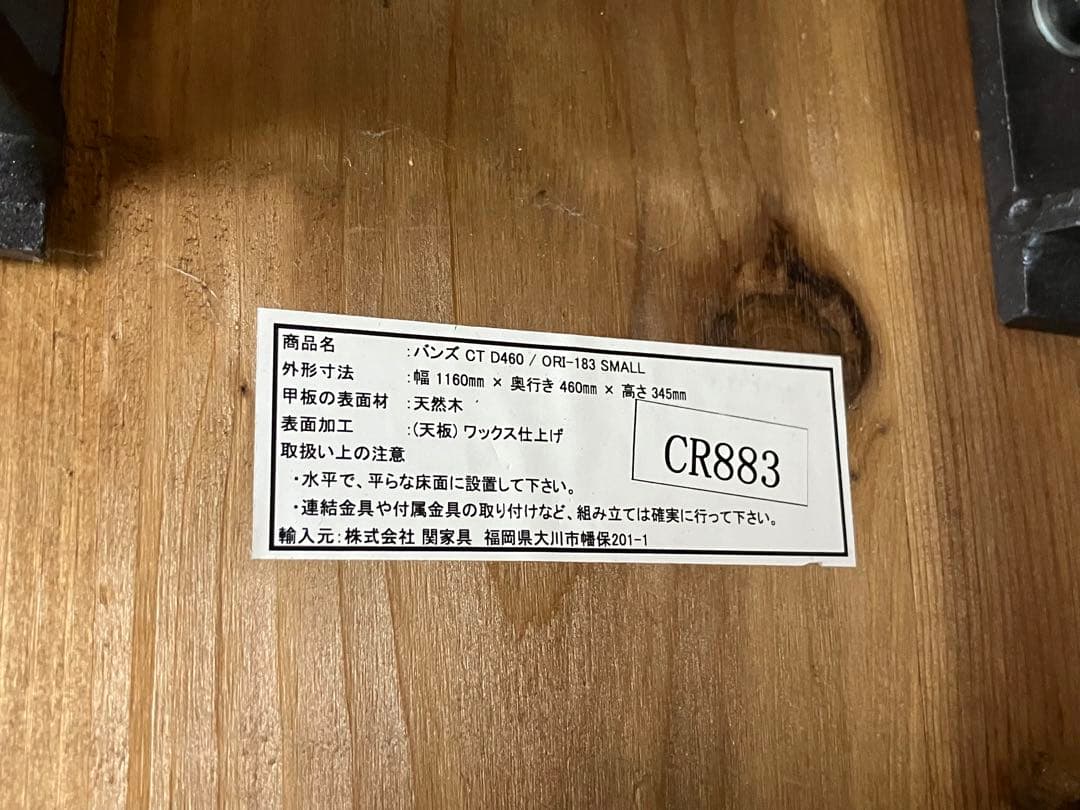 商品名 :バンズ CT D460 / ORI-183 SMALL
外形寸法 :幅 1160mm × 奥行き 460mm × 高さ 345mm
甲板の表面材 :天然木
表面加工 :(天板) ワックス仕上げ
CR883
取扱い上の注意
・水平で、平らな床面に設置して下さい。
・連結金具や付属金具の取り付けなど、組み立ては確実に行って下さい。
輸入元:株式会社 関家具 福岡県大川市幡保201-1